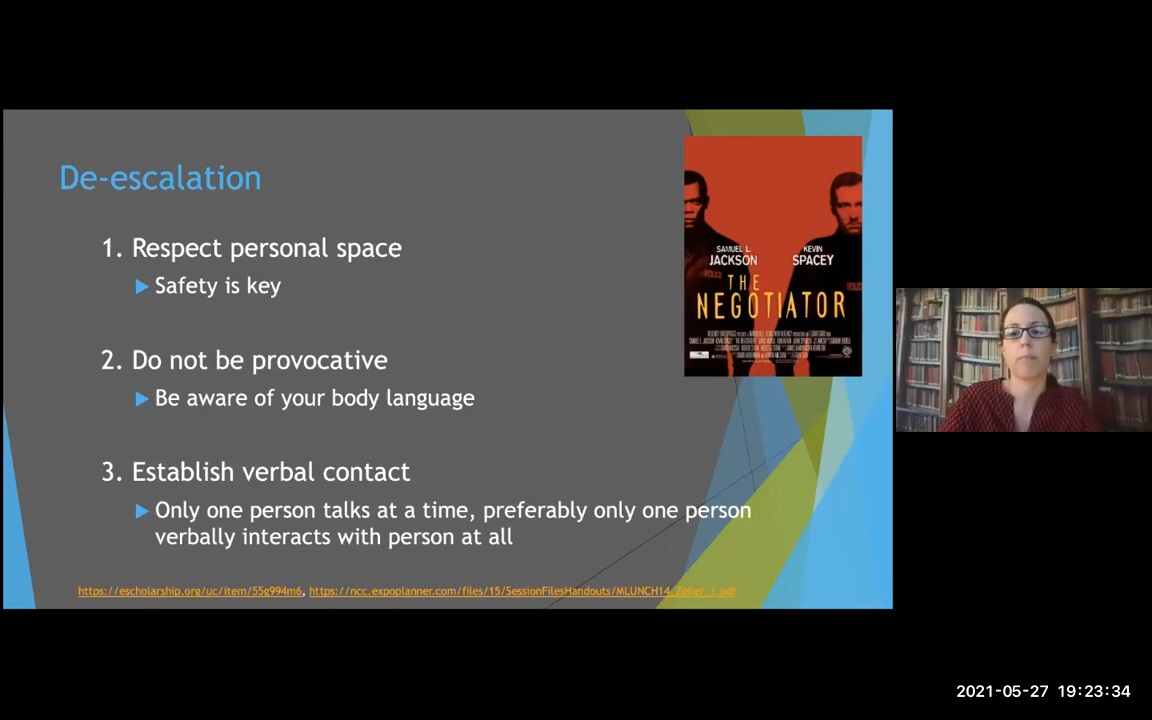 De-escalation
1. Respect personal space
Safety is key
2. Do not be provocative
Be aware of your body language
3. Establish verbal contact
Only one person talks at a time, preferably only one person
verbally interacts with person at all
https://escholarship.org/uc/item/55g994m6, https://ncc.expoplanner.com/files/15/SessionFilesHandouts/MLUNCH14_Zeller_1.pdf
SAMUEL L.
JACKSON
KEVIN
SPACEY
POLICE
THE
NEGOTIATOR
2021-05-27 19:23:34